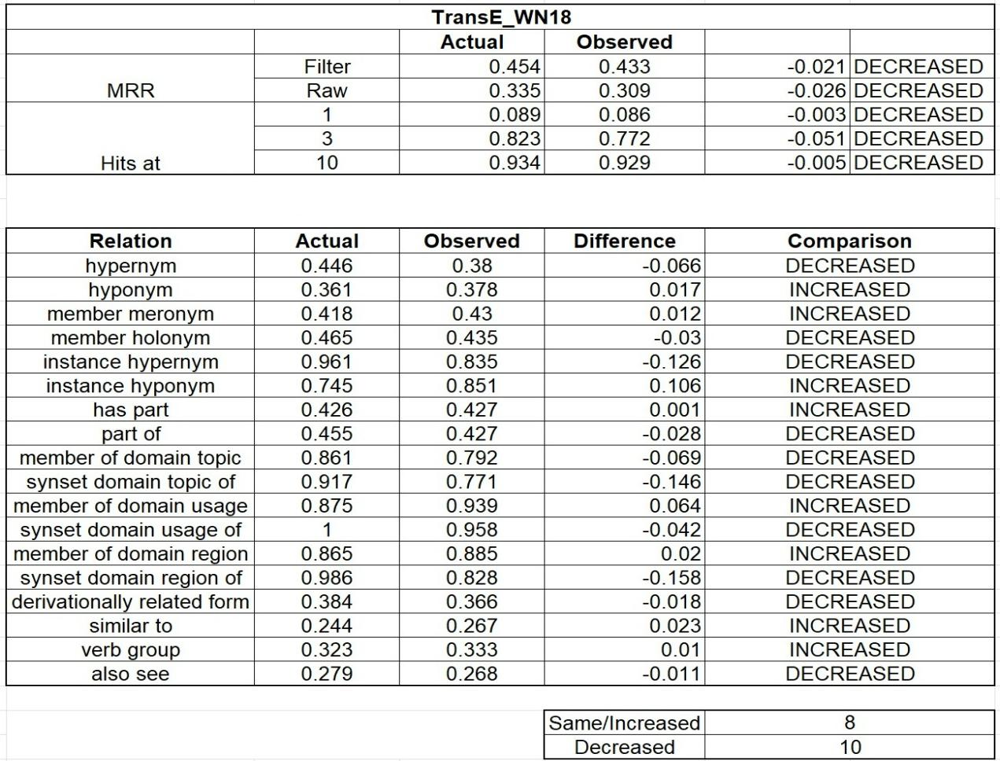 TransE_WN18
Actual Observed
Filter 0.454 0.433 -0.021 DECREASED
MRR Raw 0.335 0.309 -0.026 DECREASED
1 0.089 0.086 -0.003 DECREASED
3 0.823 0.772 -0.051 DECREASED
Hits at 10 0.934 0.929 -0.005 DECREASED
Relation Actual Observed Difference Comparison
hypernym 0.446 0.38 -0.066 DECREASED
hyponym 0.361 0.378 0.017 INCREASED
member meronym 0.418 0.43 0.012 INCREASED
member holonym 0.465 0.435 -0.03 DECREASED
instance hypernym 0.961 0.835 -0.126 DECREASED
instance hyponym 0.745 0.851 0.106 INCREASED
has part 0.426 0.427 0.001 INCREASED
part of 0.455 0.427 -0.028 DECREASED
member of domain topic 0.861 0.792 -0.069 DECREASED
synset domain topic of 0.917 0.771 -0.146 DECREASED
member of domain usage 0.875 0.939 0.064 INCREASED
synset domain usage of 1 0.958 -0.042 DECREASED
member of domain region 0.865 0.885 0.02 INCREASED
synset domain region of 0.986 0.828 -0.158 DECREASED
derivationally related form 0.384 0.366 -0.018 DECREASED
similar to 0.244 0.267 0.023 INCREASED
verb group 0.323 0.333 0.01 INCREASED
also see 0.279 0.268 -0.011 DECREASED
Same/Increased 8
Decreased 10